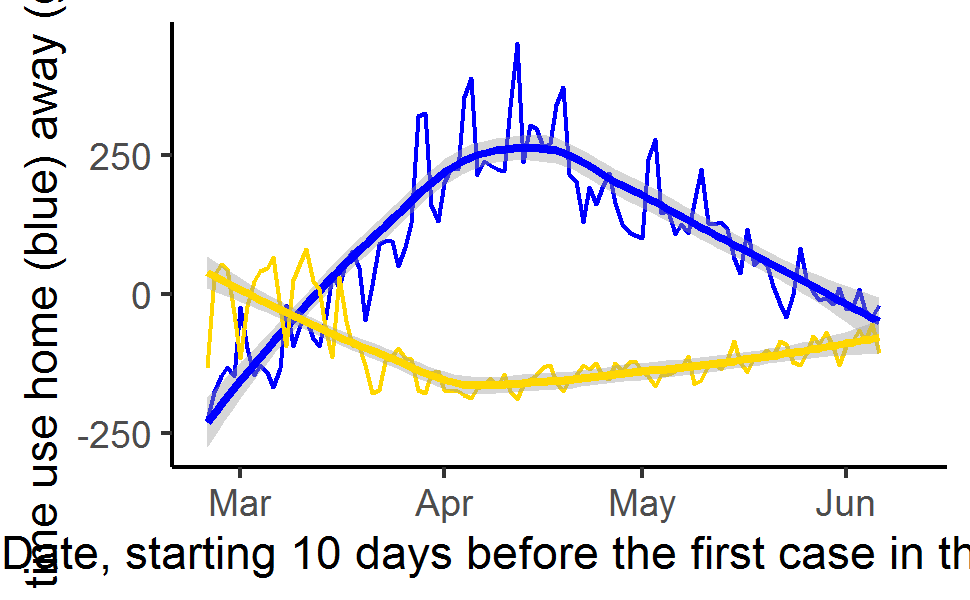 time use home (blue) away (
250
0
-250
Mar Apr May Jun
Date, starting 10 days before the first case in th